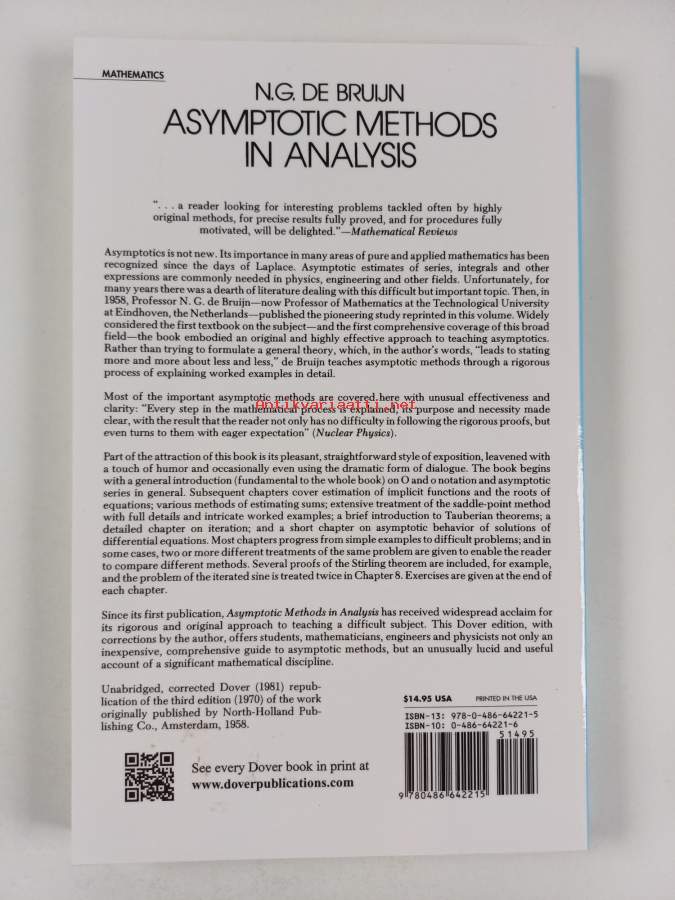 MATHEMATICS
N.G. DE BRUIJN
ASYMPTOTIC METHODS
IN ANALYSIS
“. . . a reader looking for interesting problems tackled often by highly
original methods, for precise results fully proved, and for procedures fully
motivated, will be delighted.”—Mathematical Reviews
Asymptotics is not new. Its importance in many areas of pure and applied mathematics has been
recognized since the days of Laplace. Asymptotic estimates of series, integrals and other
expressions are commonly needed in physics, engineering and other fields. Unfortunately, for
many years there was a dearth of literature dealing with this difficult but important topic. Then, in
1958, Professor N. G. de Bruijn—now Professor of Mathematics at the Technological University
at Eindhoven, the Netherlands—published the pioneering study reprinted in this volume. Widely
considered the first textbook on the subject—and the first comprehensive coverage of this broad
field—the book embodied an original and highly effective approach to teaching asymptotics.
Rather than trying to formulate a general theory, which, in the author’s words, “leads to stating
more and more about less and less,” de Bruijn teaches asymptotic methods through a rigorous
process of explaining worked examples in detail.
Most of the important asymptotic methods are covered here with unusual effectiveness and
clarity: “Every step in the mathematical process is explained, its purpose and necessity made
clear, with the result that the reader not only has no difficulty in following the rigorous proofs, but
even turns to them with eager expectation” (Nuclear Physics).
Antikvariaatti.net
Part of the attraction of this book is its pleasant, straightforward style of exposition, leavened with
a touch of humor and occasionally even using the dramatic form of dialogue. The book begins
with a general introduction (fundamental to the whole book) on O and o notation and asymptotic
series in general. Subsequent chapters cover estimation of implicit functions and the roots of
equations; various methods of estimating sums; extensive treatment of the saddle-point method
with full details and intricate worked examples; a brief introduction to Tauberian theorems; a
detailed chapter on iteration; and a short chapter on asymptotic behavior of solutions of
differential equations. Most chapters progress from simple examples to difficult problems; and in
some cases, two or more different treatments of the same problem are given to enable the reader
to compare different methods. Several proofs of the Stirling theorem are included, for example,
and the problem of the iterated sine is treated twice in Chapter 8. Exercises are given at the end of
each chapter.
Since its first publication, Asymptotic Methods in Analysis has received widespread acclaim for
its rigorous and original approach to teaching a difficult subject. This Dover edition, with
corrections by the author, offers students, mathematicians, engineers and physicists not only an
inexpensive, comprehensive guide to asymptotic methods, but an unusually lucid and useful
account of a significant mathematical discipline.
Unabridged, corrected Dover (1981) repub-
lication of the third edition (1970) of the work
originally published by North-Holland Pub-
lishing Co., Amsterdam, 1958.
See every Dover book in print at
www.doverpublications.com
$14.95 USA PRINTED IN THE USA
ISBN-13: 978-0-486-64221-5
ISBN-10: 0-486-64221-6
51495
9 780486 642215